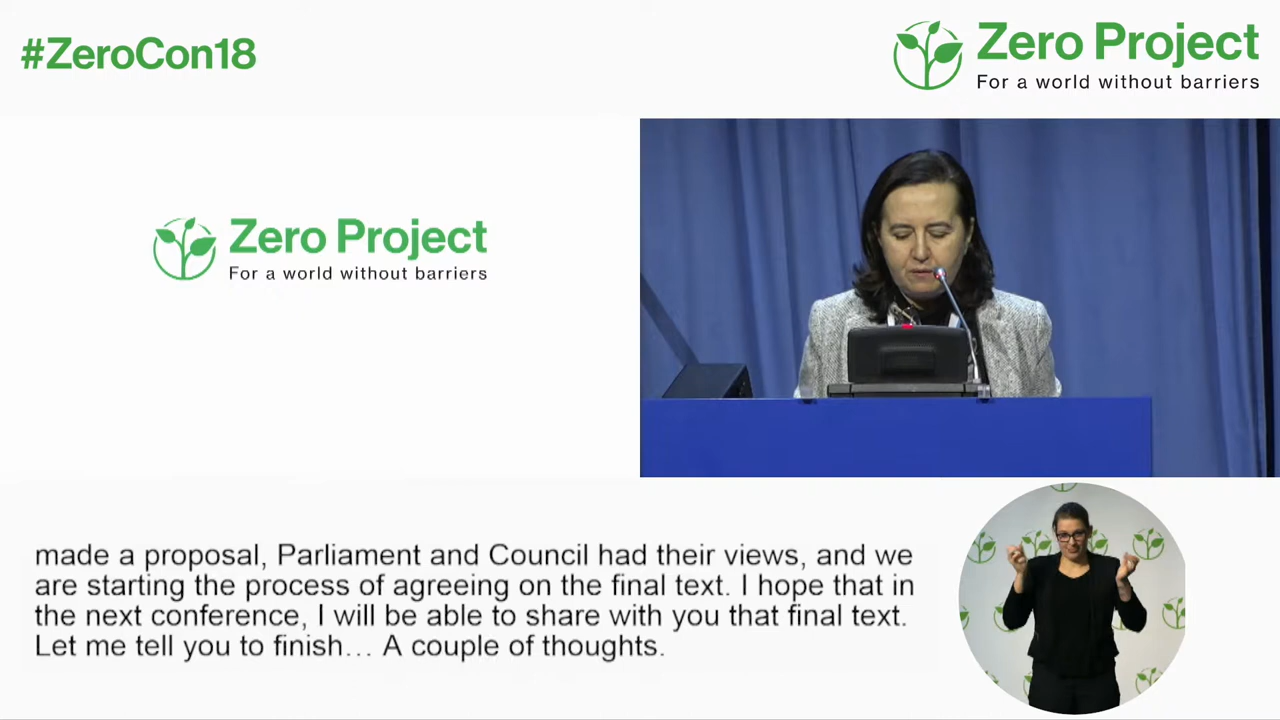 #ZeroCon18
Zero Project
For a world without barriers
Zero Project
For a world without barriers
made a proposal, Parliament and Council had their views, and we
are starting the process of agreeing on the final text. I hope that in
the next conference, I will be able to share with you that final text.
Let me tell you to finish… A couple of thoughts.